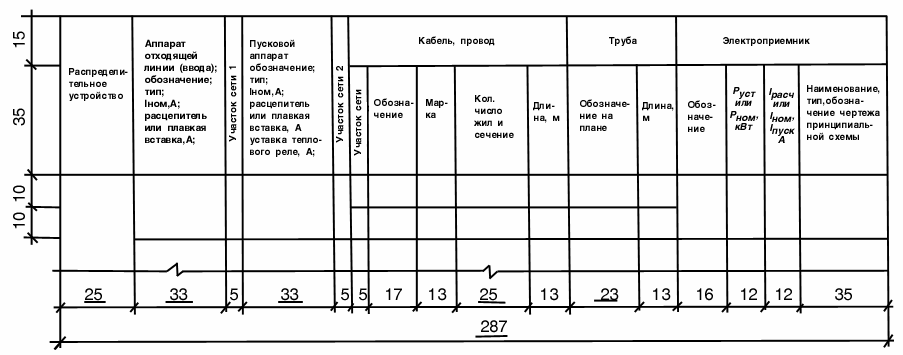 15
35
10
10
Распредели-
тельное
устройство
Аппарат
отходящей
линии (ввода);
обозначение;
тип;
Iном,А;
расцепитель
или плавкая
вставка,А;
Участок сети 1
Пусковой
аппарат
обозначение;
тип;
Iном,А;
расцепитель
или плавкая
вставка, А
уставка тепло-
вого реле, А;
Участок сети 2
Кабель, провод
Участок сети
Обозна-
чение
Мар-
ка
Кол.
число
жил и
сечение
Дли-
на, м
Труба
Обозначе-
ние на
плане
Длина,
м
Электроприемник
Обоз-
наче-
ние
Руст
или
Рном,
кВт
Iрасч
или
Iном,
Iпуск
А
Наименование,
тип,обозна-
чение чертежа
принципиаль-
ной схемы
25 33 5 33 5 5 17 13 25 13 23 13 16 12 12 35
287